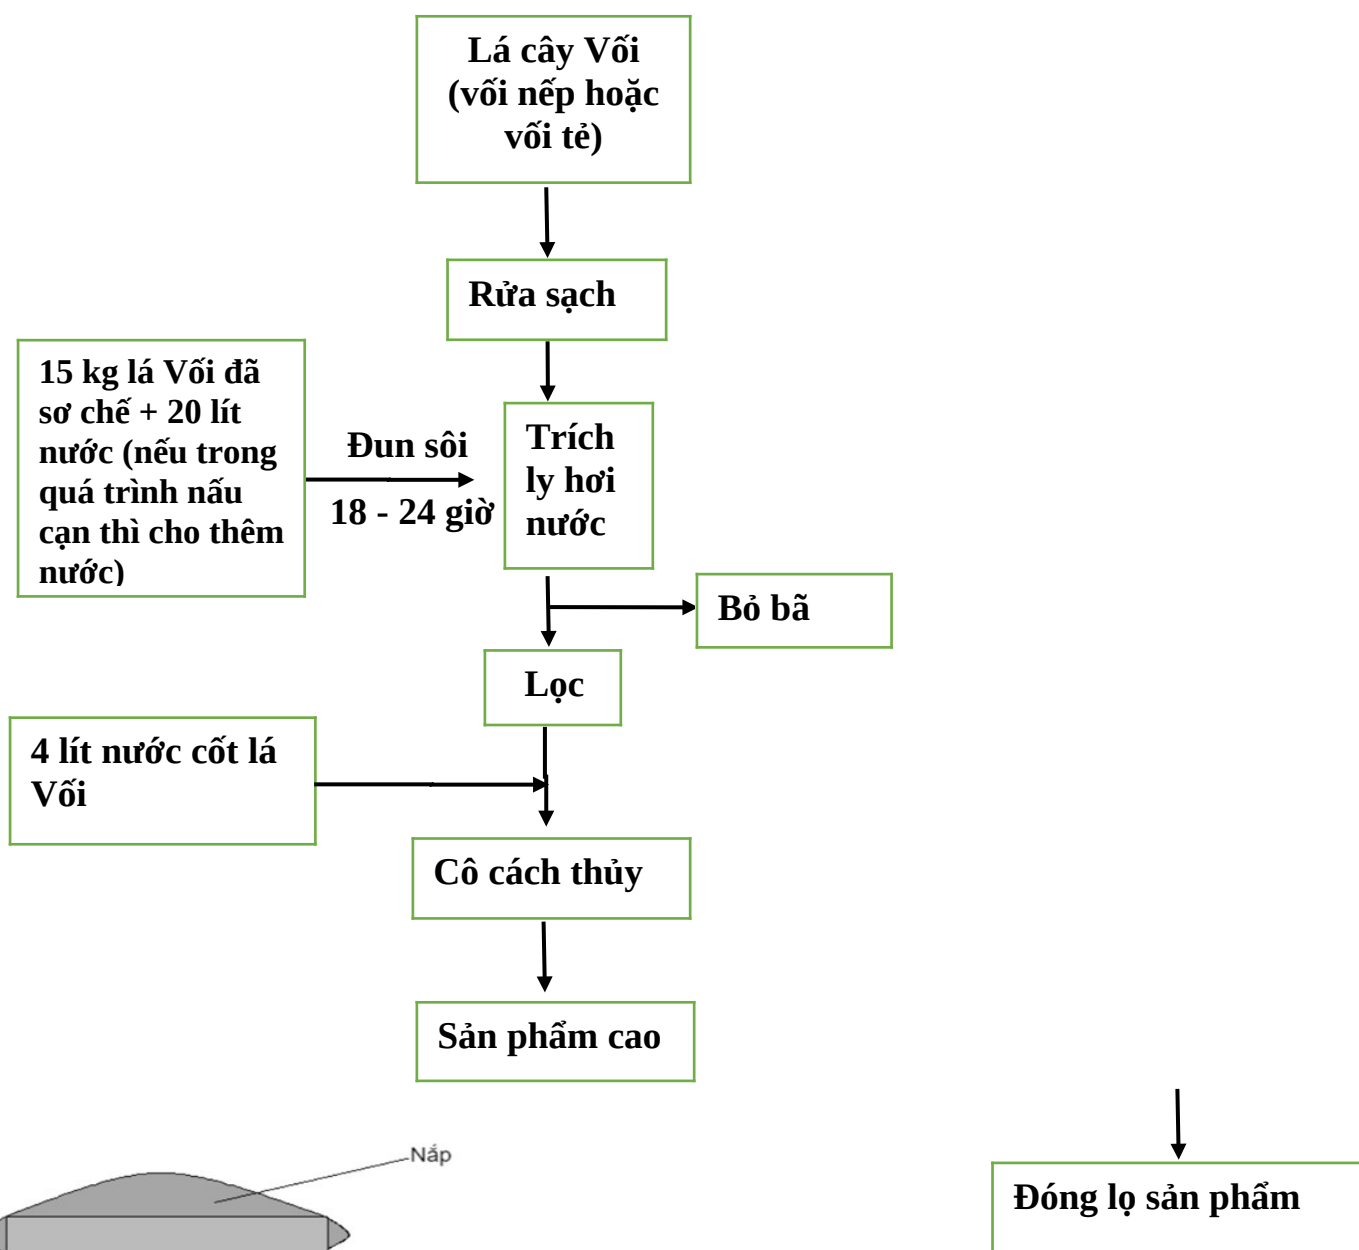 Lá cây Vối
(vối nếp hoặc
vối tẻ)
Rửa sạch
15 kg lá Vối đã
sơ chế + 20 lít
nước (nếu trong
quá trình nấu
cạn thì cho thêm
nước)
Đun sôi
18 - 24 giờ
Trích
ly hơi
nước
Bỏ bã
Lọc
4 lít nước cốt lá
Vối
Cô cách thủy
Sản phẩm cao
Nắp
Đóng lọ sản phẩm